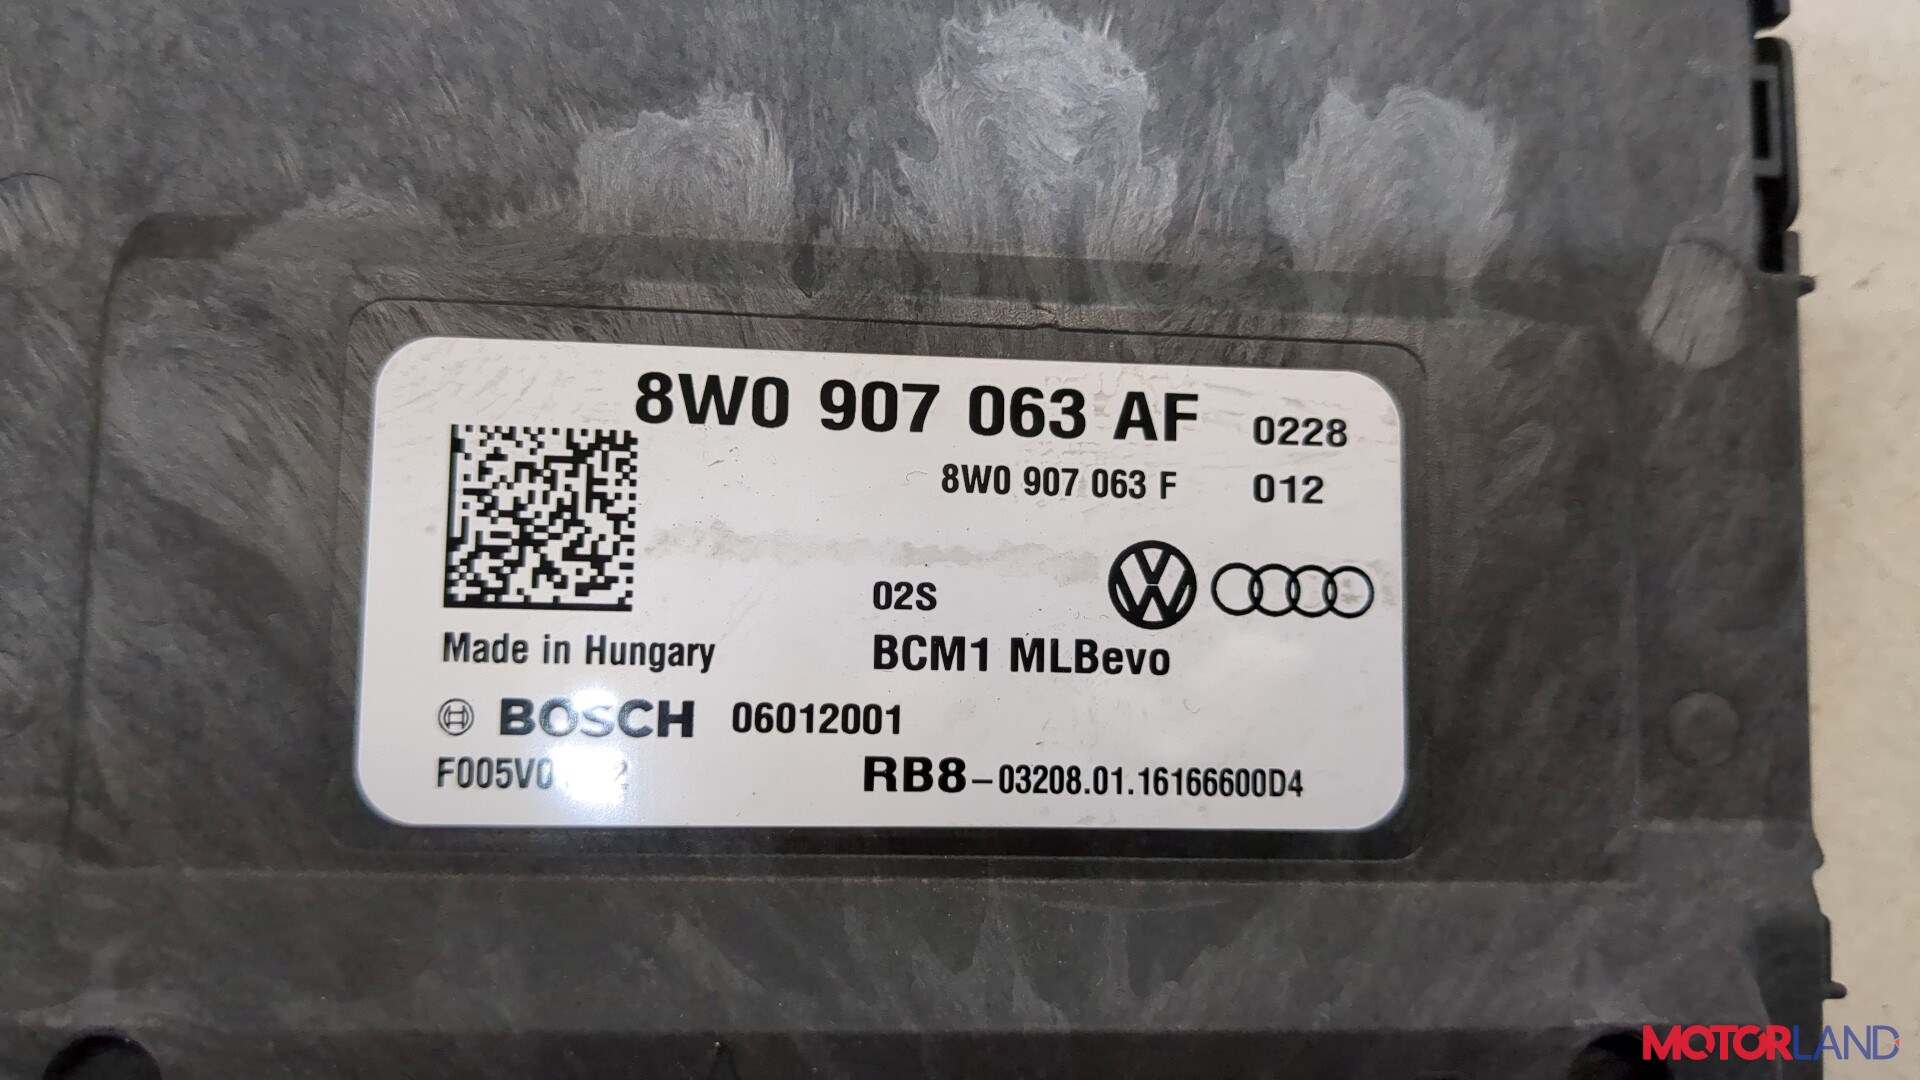 8W0 907 063 AF 0228
8W0 907 063 F 012
02S
Made in Hungary BCM1 MLBevo
BOSCH 06012001
RB8-03208.01.16166600D4
MOTORLAND